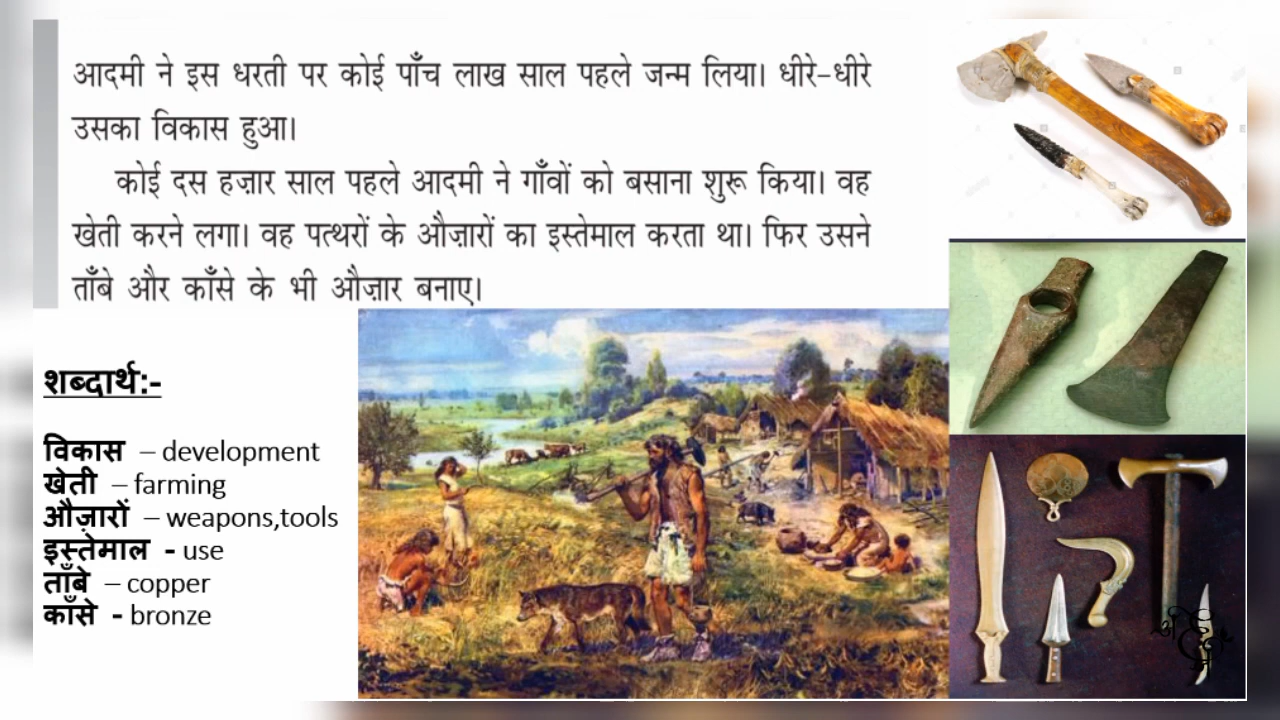 आदमी ने इस धरती पर कोई पाँच लाख साल पहले जन्म लिया। धीरे-धीरे
उसका विकास हुआ।
कोई दस हज़ार साल पहले आदमी ने गाँवों को बसाना शुरू किया। वह
खेती करने लगा। वह पत्थरों के औज़ारों का इस्तेमाल करता था। फिर उसने
ताँबे और काँसे के भी औज़ार बनाए।
शब्दार्थ:-
विकास – development
खेती – farming
औज़ारों – weapons,tools
इस्तेमाल - use
ताँबे – copper
काँसे - bronze